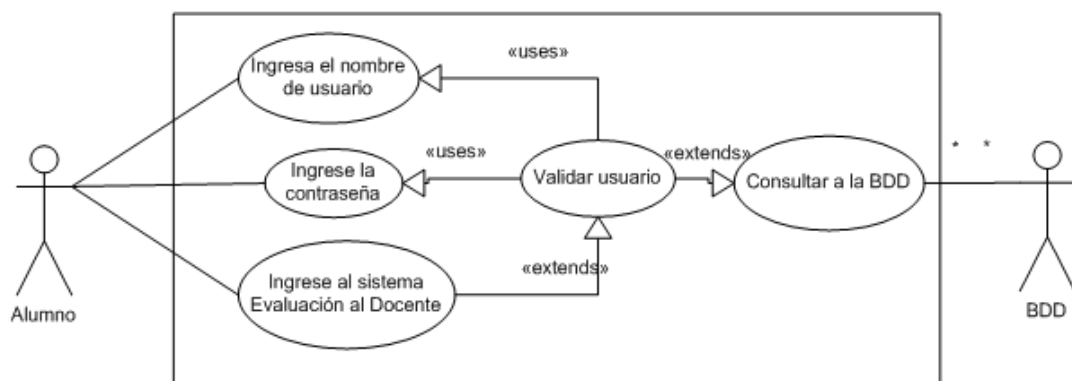 Ingresa el nombre
de usuario
«uses»
Ingrese la
contraseña
«uses»
Validar usuario
«extends»
Consultar a la BDD
* *
Ingrese al sistema
Evaluación al Docente
«extends»
Alumno
BDD